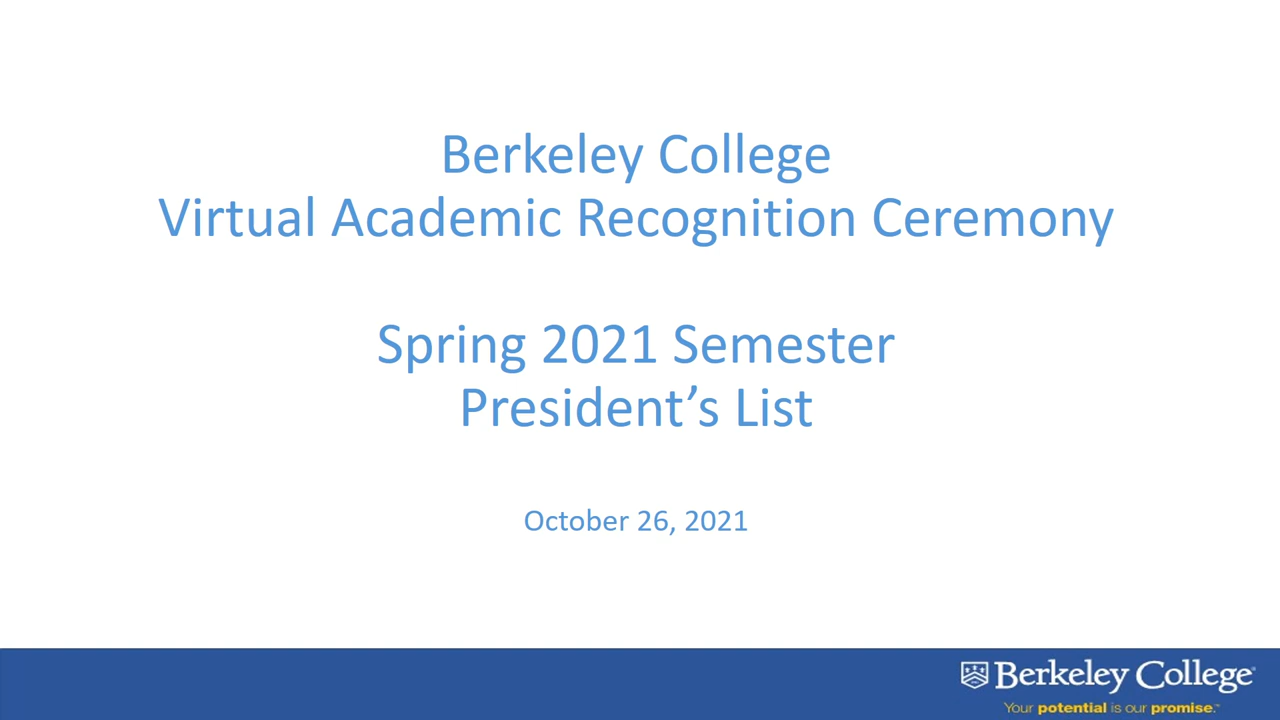 Berkeley College
Virtual Academic Recognition Ceremony
Spring 2021 Semester
President’s List
October 26, 2021
Berkeley College®
Your potential is our promise.™